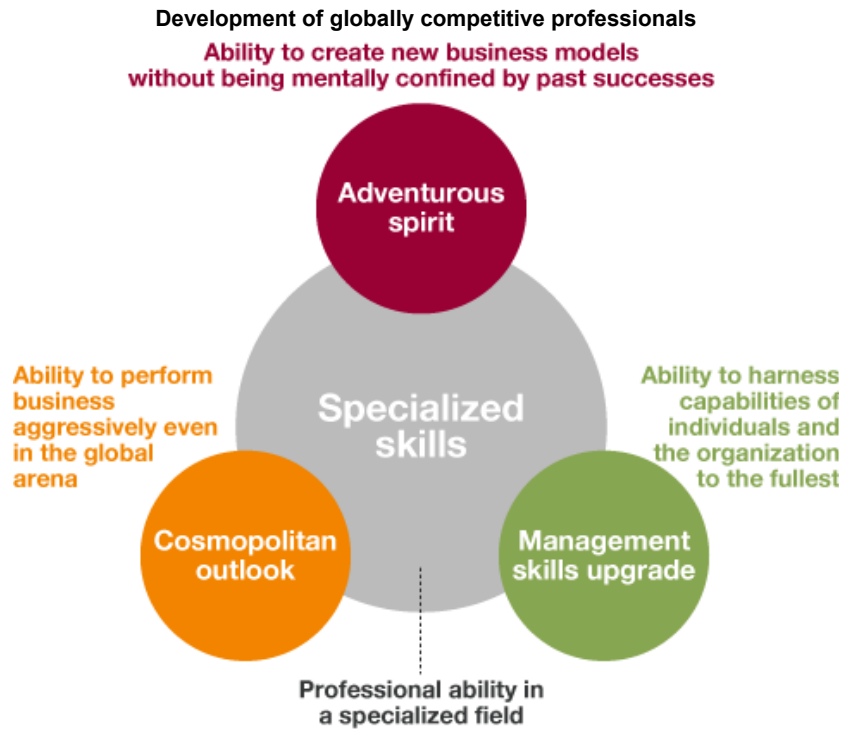 Development of globally competitive professionals
Ability to create new business models
without being mentally confined by past successes
Adventurous
spirit
Ability to perform
business
aggressively even
in the global
arena
Specialized
skills
Ability to harness
capabilities of
individuals and
the organization
to the fullest
Cosmopolitan
outlook
Management
skills upgrade
Professional ability in
a specialized field